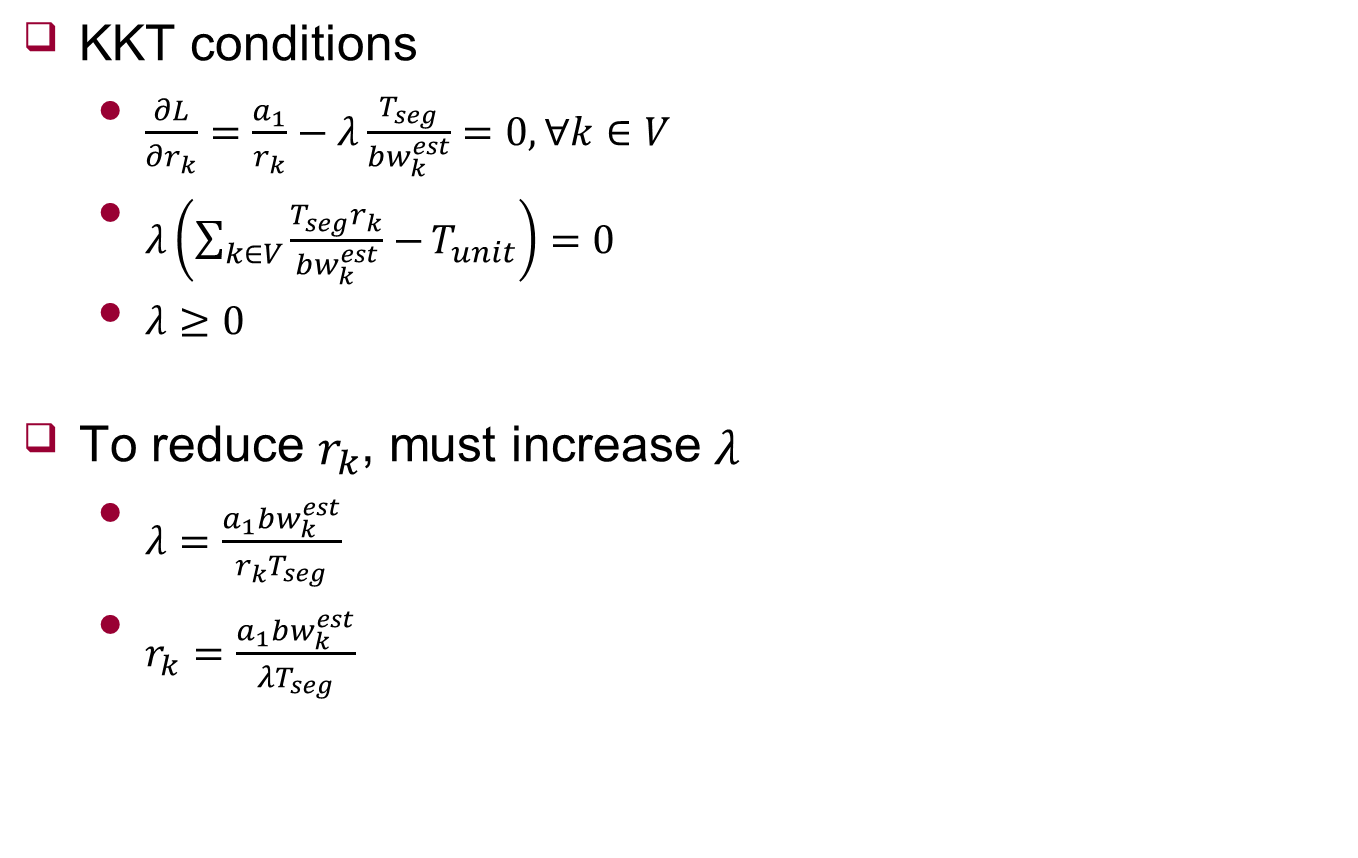 KKT conditions
∂L/∂r_k = a_1/r_k − λ T_seg/bw_k^est = 0, ∀k ∈ V
λ(∑_{k∈V} T_seg r_k/bw_k^est − T_unit) = 0
λ ≥ 0
To reduce r_k, must increase λ
λ = a_1 bw_k^est/r_k T_seg
r_k = a_1 bw_k^est/λT_seg